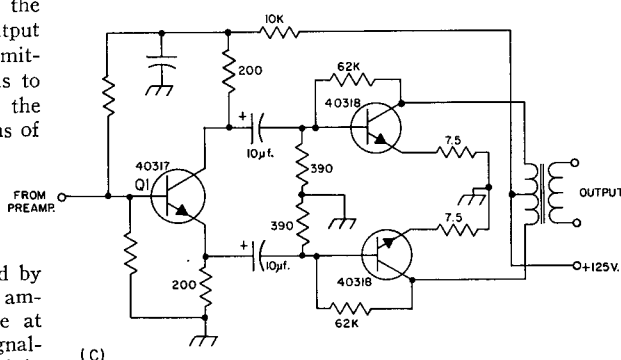 the
utput
mit-
s to
the
ns of
10K
200
62K
40318
+
10µf.
7.5
40317
Q1
390
FROM
PREAMP.
OUTPUT
390
7.5
+
10µf.
40318
200
+125V.
62K
d by
am-
e at
gnal-
(C)